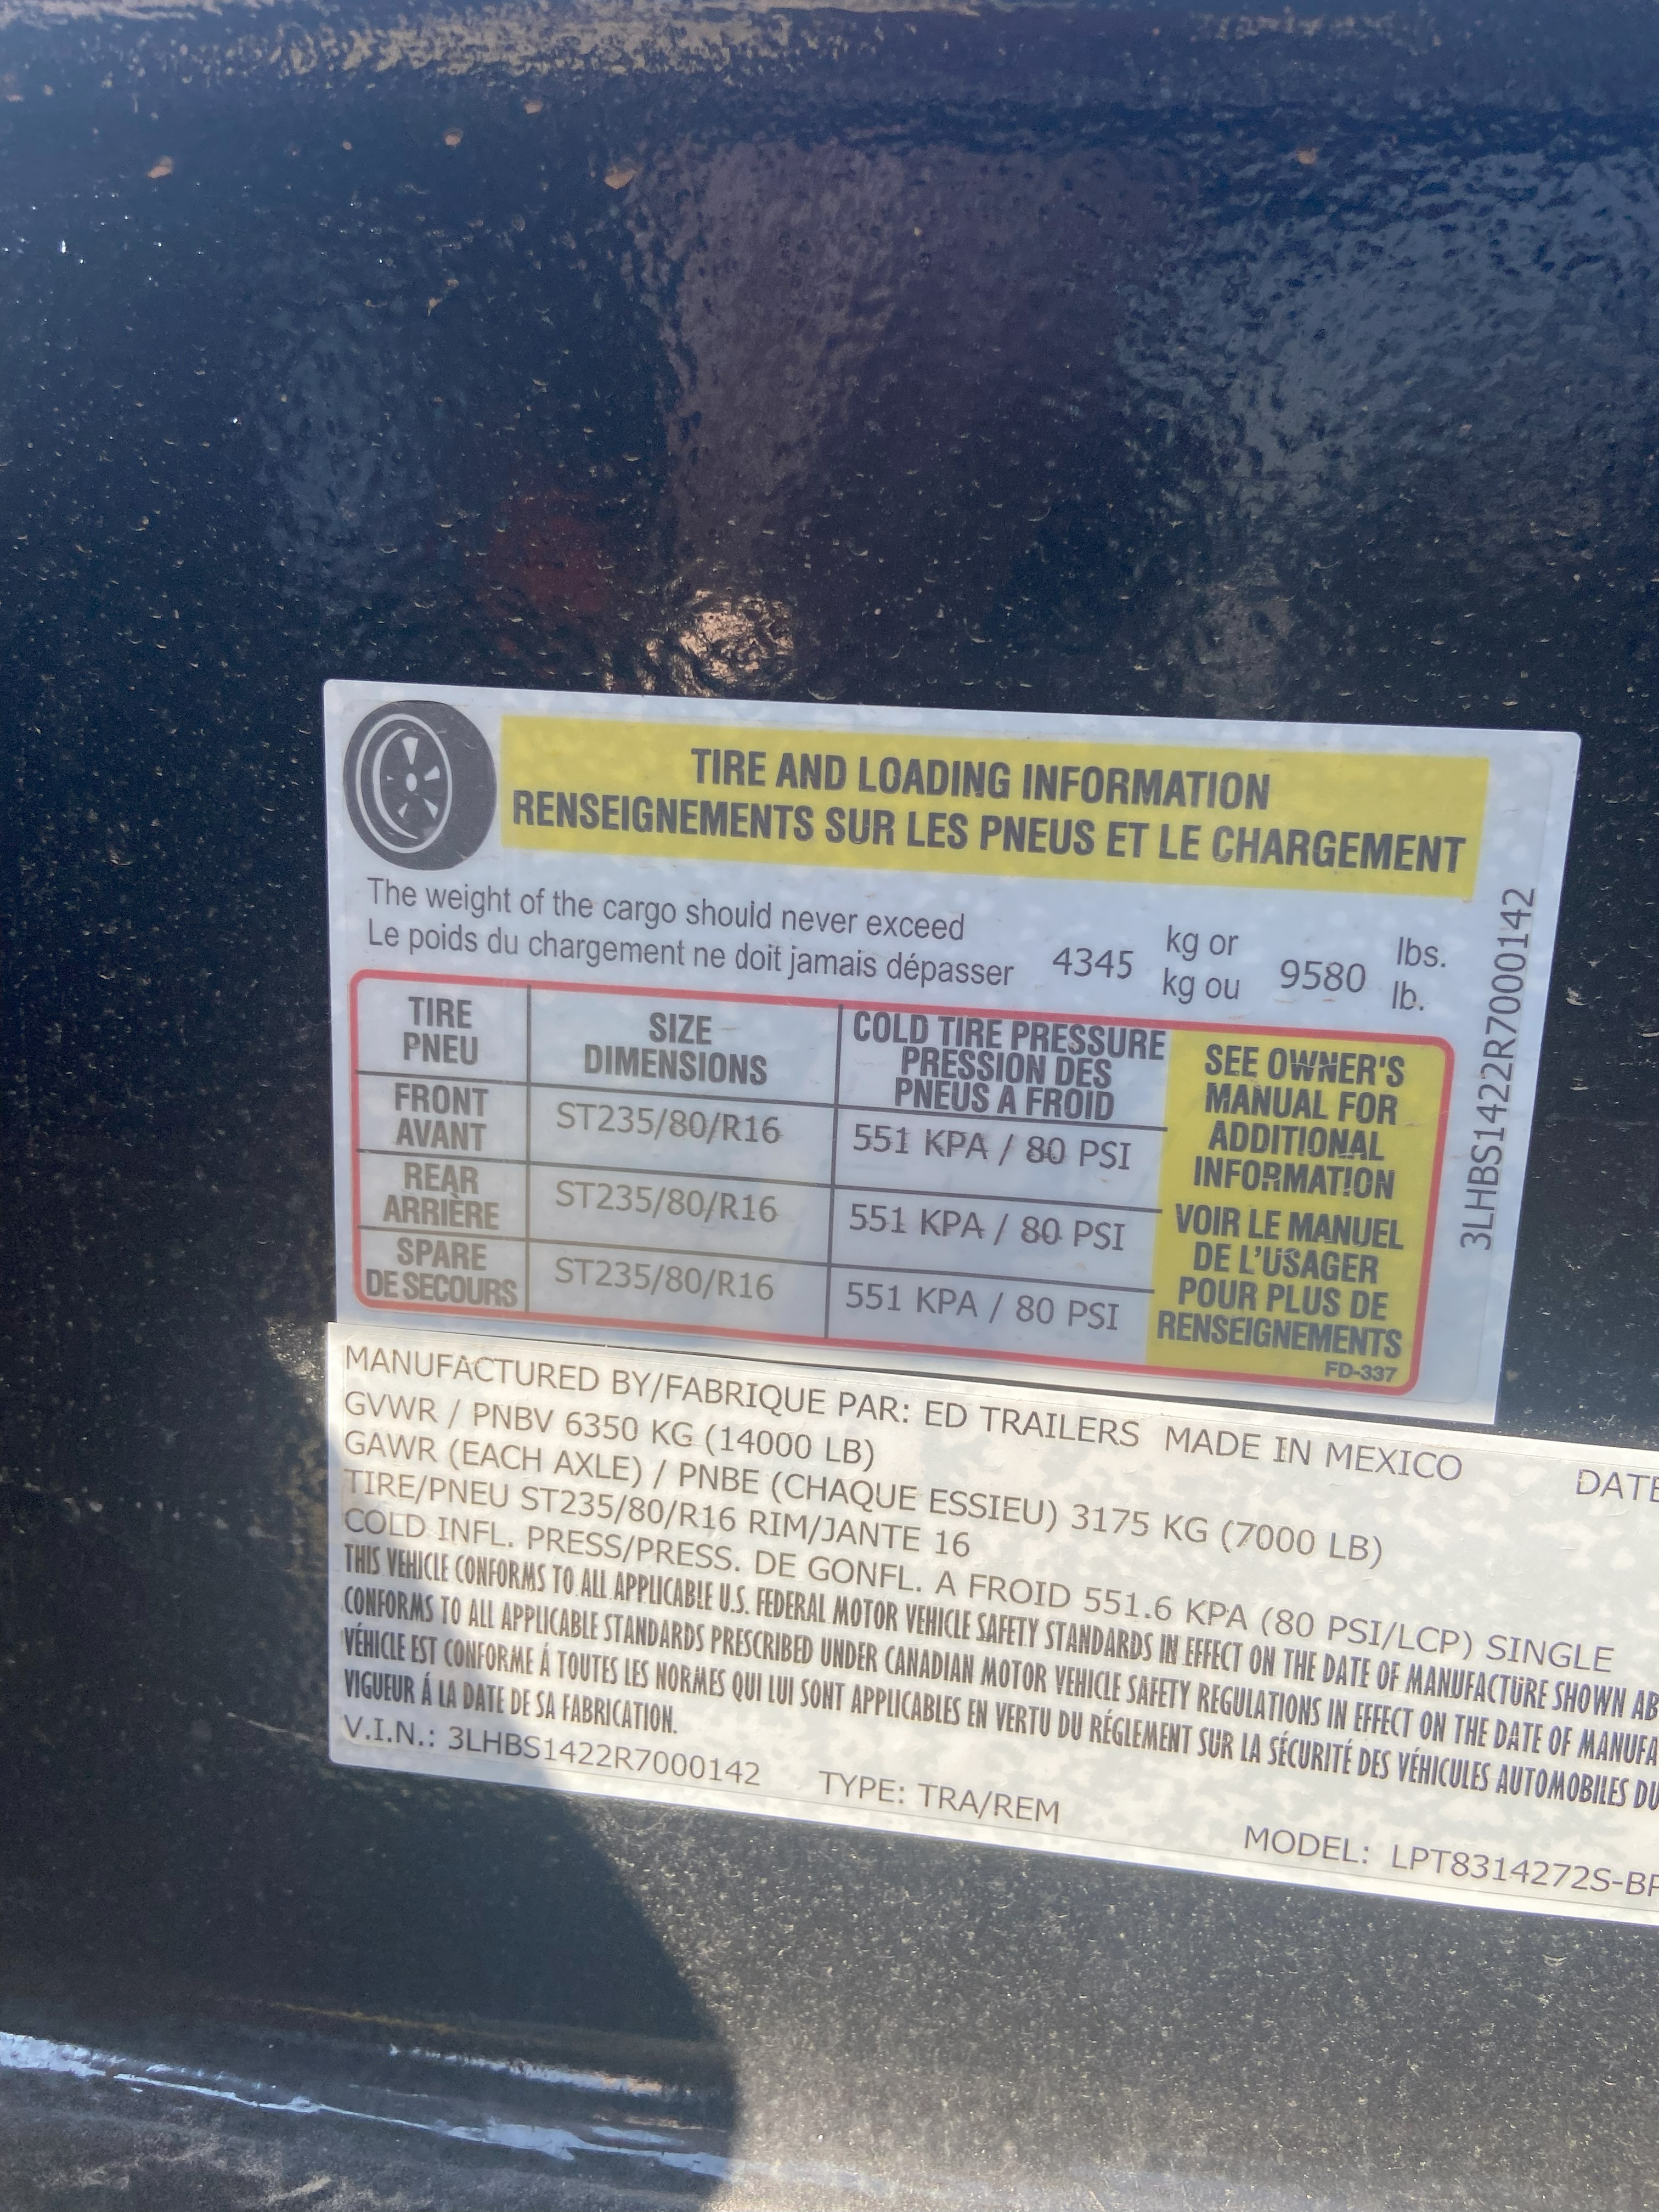 TIRE AND LOADING INFORMATION
RENSEIGNEMENTS SUR LES PNEUS ET LE CHARGEMENT
The weight of the cargo should never exceed
Le poids du chargement ne doit jamais dépasser
4345
kg or
kg ou
9580
lbs.
lb.
TIRE
PNEU
SIZE
DIMENSIONS
COLD TIRE PRESSURE
PRESSION DES
PNEUS A FROID
FRONT
AVANT
ST235/80/R16
551 KPA / 80 PSI
REAR
ARRIÈRE
ST235/80/R16
551 KPA / 80 PSI
SPARE
DE SECOURS
ST235/80/R16
551 KPA / 80 PSI
SEE OWNER'S
MANUAL FOR
ADDITIONAL
INFORMATION
VOIR LE MANUEL
DE L'USAGER
POUR PLUS DE
RENSEIGNEMENTS
FD-337
3LHBS1422R7000142
MANUFACTURED BY/FABRIQUE PAR: ED TRAILERS MADE IN MEXICO DATE
GVWR / PNBV 6350 KG (14000 LB)
GAWR (EACH AXLE) / PNBE (CHAQUE ESSIEU) 3175 KG (7000 LB)
TIRE/PNEU ST235/80/R16 RIM/JANTE 16
COLD INFL. PRESS/PRESS. DE GONFL. A FROID 551.6 KPA (80 PSI/LCP) SINGLE
THIS VEHICLE CONFORMS TO ALL APPLICABLE U.S. FEDERAL MOTOR VEHICLE SAFETY STANDARDS IN EFFECT ON THE DATE OF MANUFACTURE SHOWN AB
CONFORMS TO ALL APPLICABLE STANDARDS PRESCRIBED UNDER CANADIAN MOTOR VEHICLE SAFETY REGULATIONS IN EFFECT ON THE DATE OF MANUFA
VÉHICLE EST CONFORME Á TOUTES LES NORMES QUI LUI SONT APPLICABLES EN VERTU DU RÉGLEMENT SUR LA SÉCURITÉ DES VÉHICULES AUTOMOBILES DU
VIGUEUR Á LA DATE DE SA FABRICATION.
V.I.N.: 3LHBS1422R7000142 TYPE: TRA/REM MODEL: LPT8314272S-BP